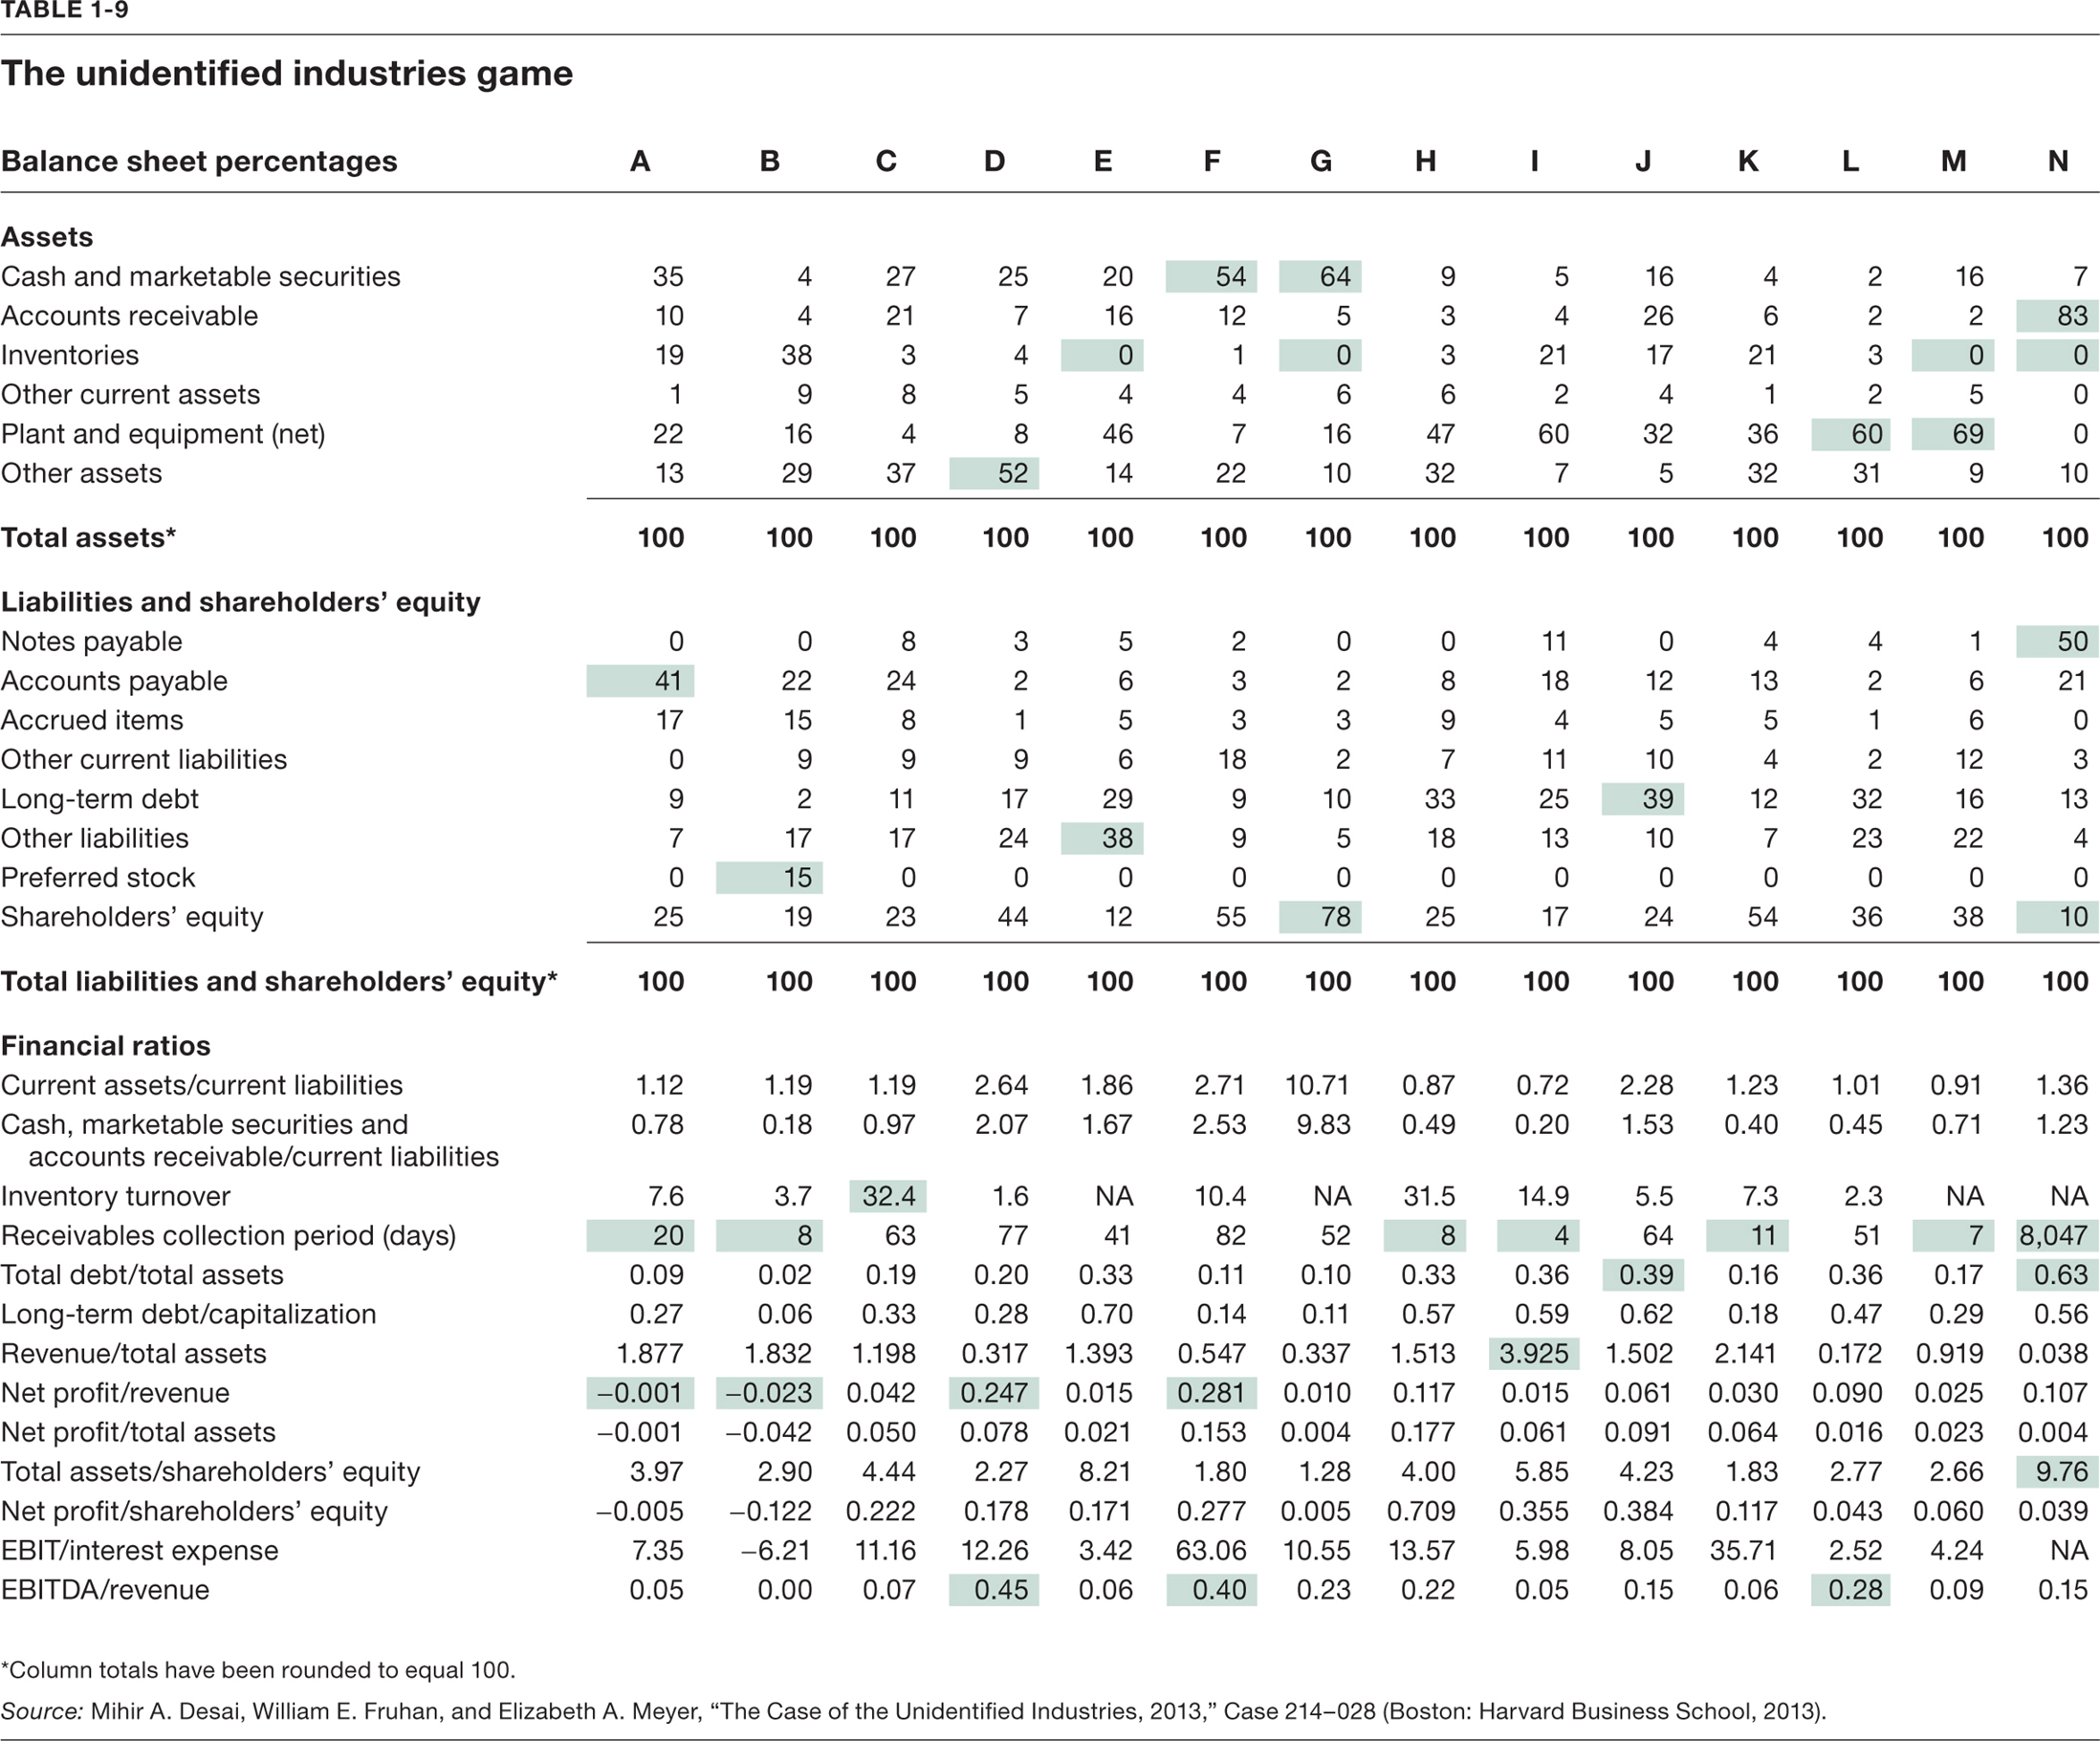 TABLE 1-9
The unidentified industries game
Balance sheet percentages A B C D E F G H I J K L M N
Assets
Cash and marketable securities 35 4 27 25 20 54 64 9 5 16 4 2 16 7
Accounts receivable 10 4 21 7 16 12 5 3 4 26 6 2 2 83
Inventories 19 38 3 4 0 1 0 3 21 17 21 3 0 0
Other current assets 1 9 8 5 4 4 6 6 2 4 1 2 5 0
Plant and equipment (net) 22 16 4 8 46 7 16 47 60 32 36 60 69 0
Other assets 13 29 37 52 14 22 10 32 7 5 32 31 9 10
Total assets* 100 100 100 100 100 100 100 100 100 100 100 100 100 100
Liabilities and shareholders’ equity
Notes payable 0 0 8 3 5 2 0 0 11 0 4 4 1 50
Accounts payable 41 22 24 2 6 3 2 8 18 12 13 2 6 21
Accrued items 17 15 8 1 5 3 3 9 4 5 5 1 6 0
Other current liabilities 0 9 9 9 6 18 2 7 11 10 4 2 12 3
Long-term debt 9 2 11 17 29 9 10 33 25 39 12 32 16 13
Other liabilities 7 17 17 24 38 9 5 18 13 10 7 23 22 4
Preferred stock 0 15 0 0 0 0 0 0 0 0 0 0 0 0
Shareholders’ equity 25 19 23 44 12 55 78 25 17 24 54 36 38 10
Total liabilities and shareholders’ equity* 100 100 100 100 100 100 100 100 100 100 100 100 100 100
Financial ratios
Current assets/current liabilities 1.12 1.19 1.19 2.64 1.86 2.71 10.71 0.87 0.72 2.28 1.23 1.01 0.91 1.36
Cash, marketable securities and 0.78 0.18 0.97 2.07 1.67 2.53 9.83 0.49 0.20 1.53 0.40 0.45 0.71 1.23
accounts receivable/current liabilities
Inventory turnover 7.6 3.7 32.4 1.6 NA 10.4 NA 31.5 14.9 5.5 7.3 2.3 NA NA
Receivables collection period (days) 20 8 63 77 41 82 52 8 4 64 11 51 7 8,047
Total debt/total assets 0.09 0.02 0.19 0.20 0.33 0.11 0.10 0.33 0.36 0.39 0.16 0.36 0.17 0.63
Long-term debt/capitalization 0.27 0.06 0.33 0.28 0.70 0.14 0.11 0.57 0.59 0.62 0.18 0.47 0.29 0.56
Revenue/total assets 1.877 1.832 1.198 0.317 1.393 0.547 0.337 1.513 3.925 1.502 2.141 0.172 0.919 0.038
Net profit/revenue −0.001 −0.023 0.042 0.247 0.015 0.281 0.010 0.117 0.015 0.061 0.030 0.090 0.025 0.107
Net profit/total assets −0.001 −0.042 0.050 0.078 0.021 0.153 0.004 0.177 0.061 0.091 0.064 0.016 0.023 0.004
Total assets/shareholders’ equity 3.97 2.90 4.44 2.27 8.21 1.80 1.28 4.00 5.85 4.23 1.83 2.77 2.66 9.76
Net profit/shareholders’ equity −0.005 −0.122 0.222 0.178 0.171 0.277 0.005 0.709 0.355 0.384 0.117 0.043 0.060 0.039
EBIT/interest expense 7.35 −6.21 11.16 12.26 3.42 63.06 10.55 13.57 5.98 8.05 35.71 2.52 4.24 NA
EBITDA/revenue 0.05 0.00 0.07 0.45 0.06 0.40 0.23 0.22 0.05 0.15 0.06 0.28 0.09 0.15
*Column totals have been rounded to equal 100.
Source: Mihir A. Desai, William E. Fruhan, and Elizabeth A. Meyer, “The Case of the Unidentified Industries, 2013,” Case 214–028 (Boston: Harvard Business School, 2013).